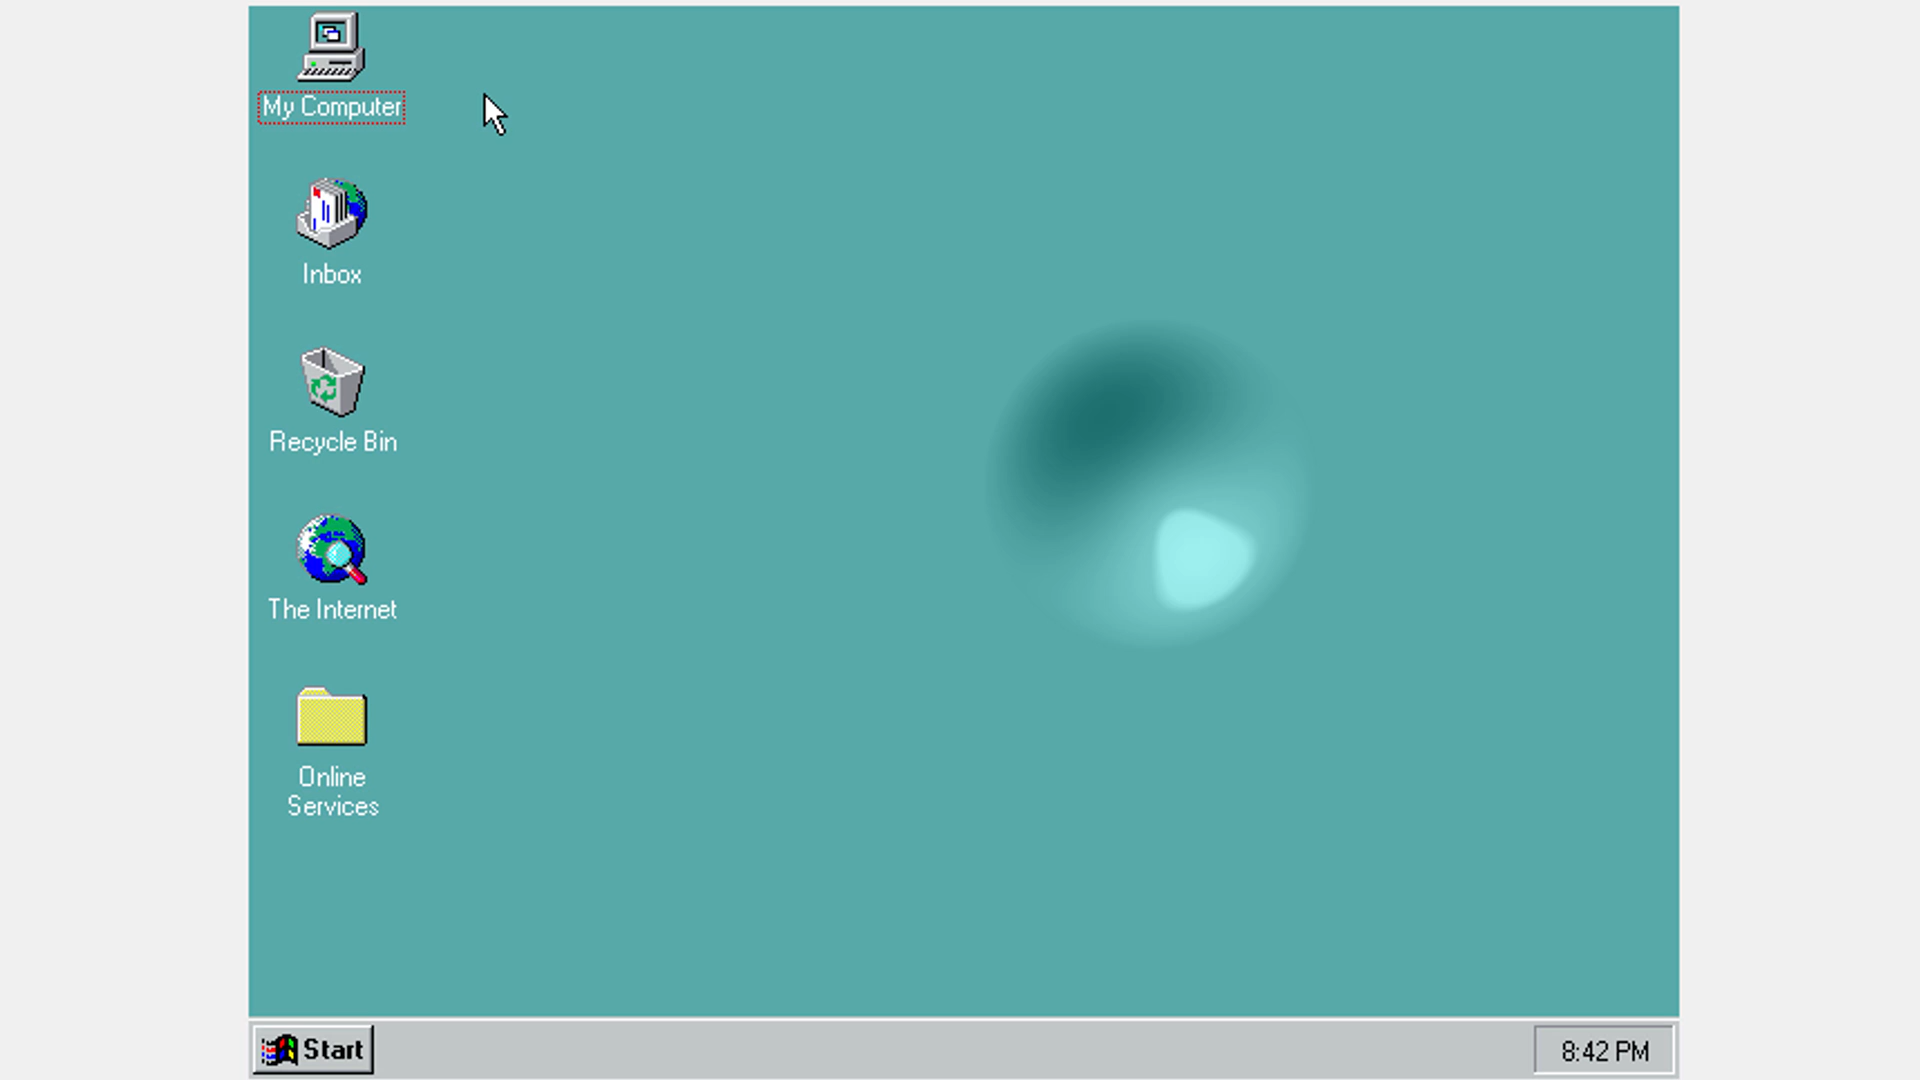 My Computer
Inbox
Recycle Bin
The Internet
Online
Services
Start
8:42 PM